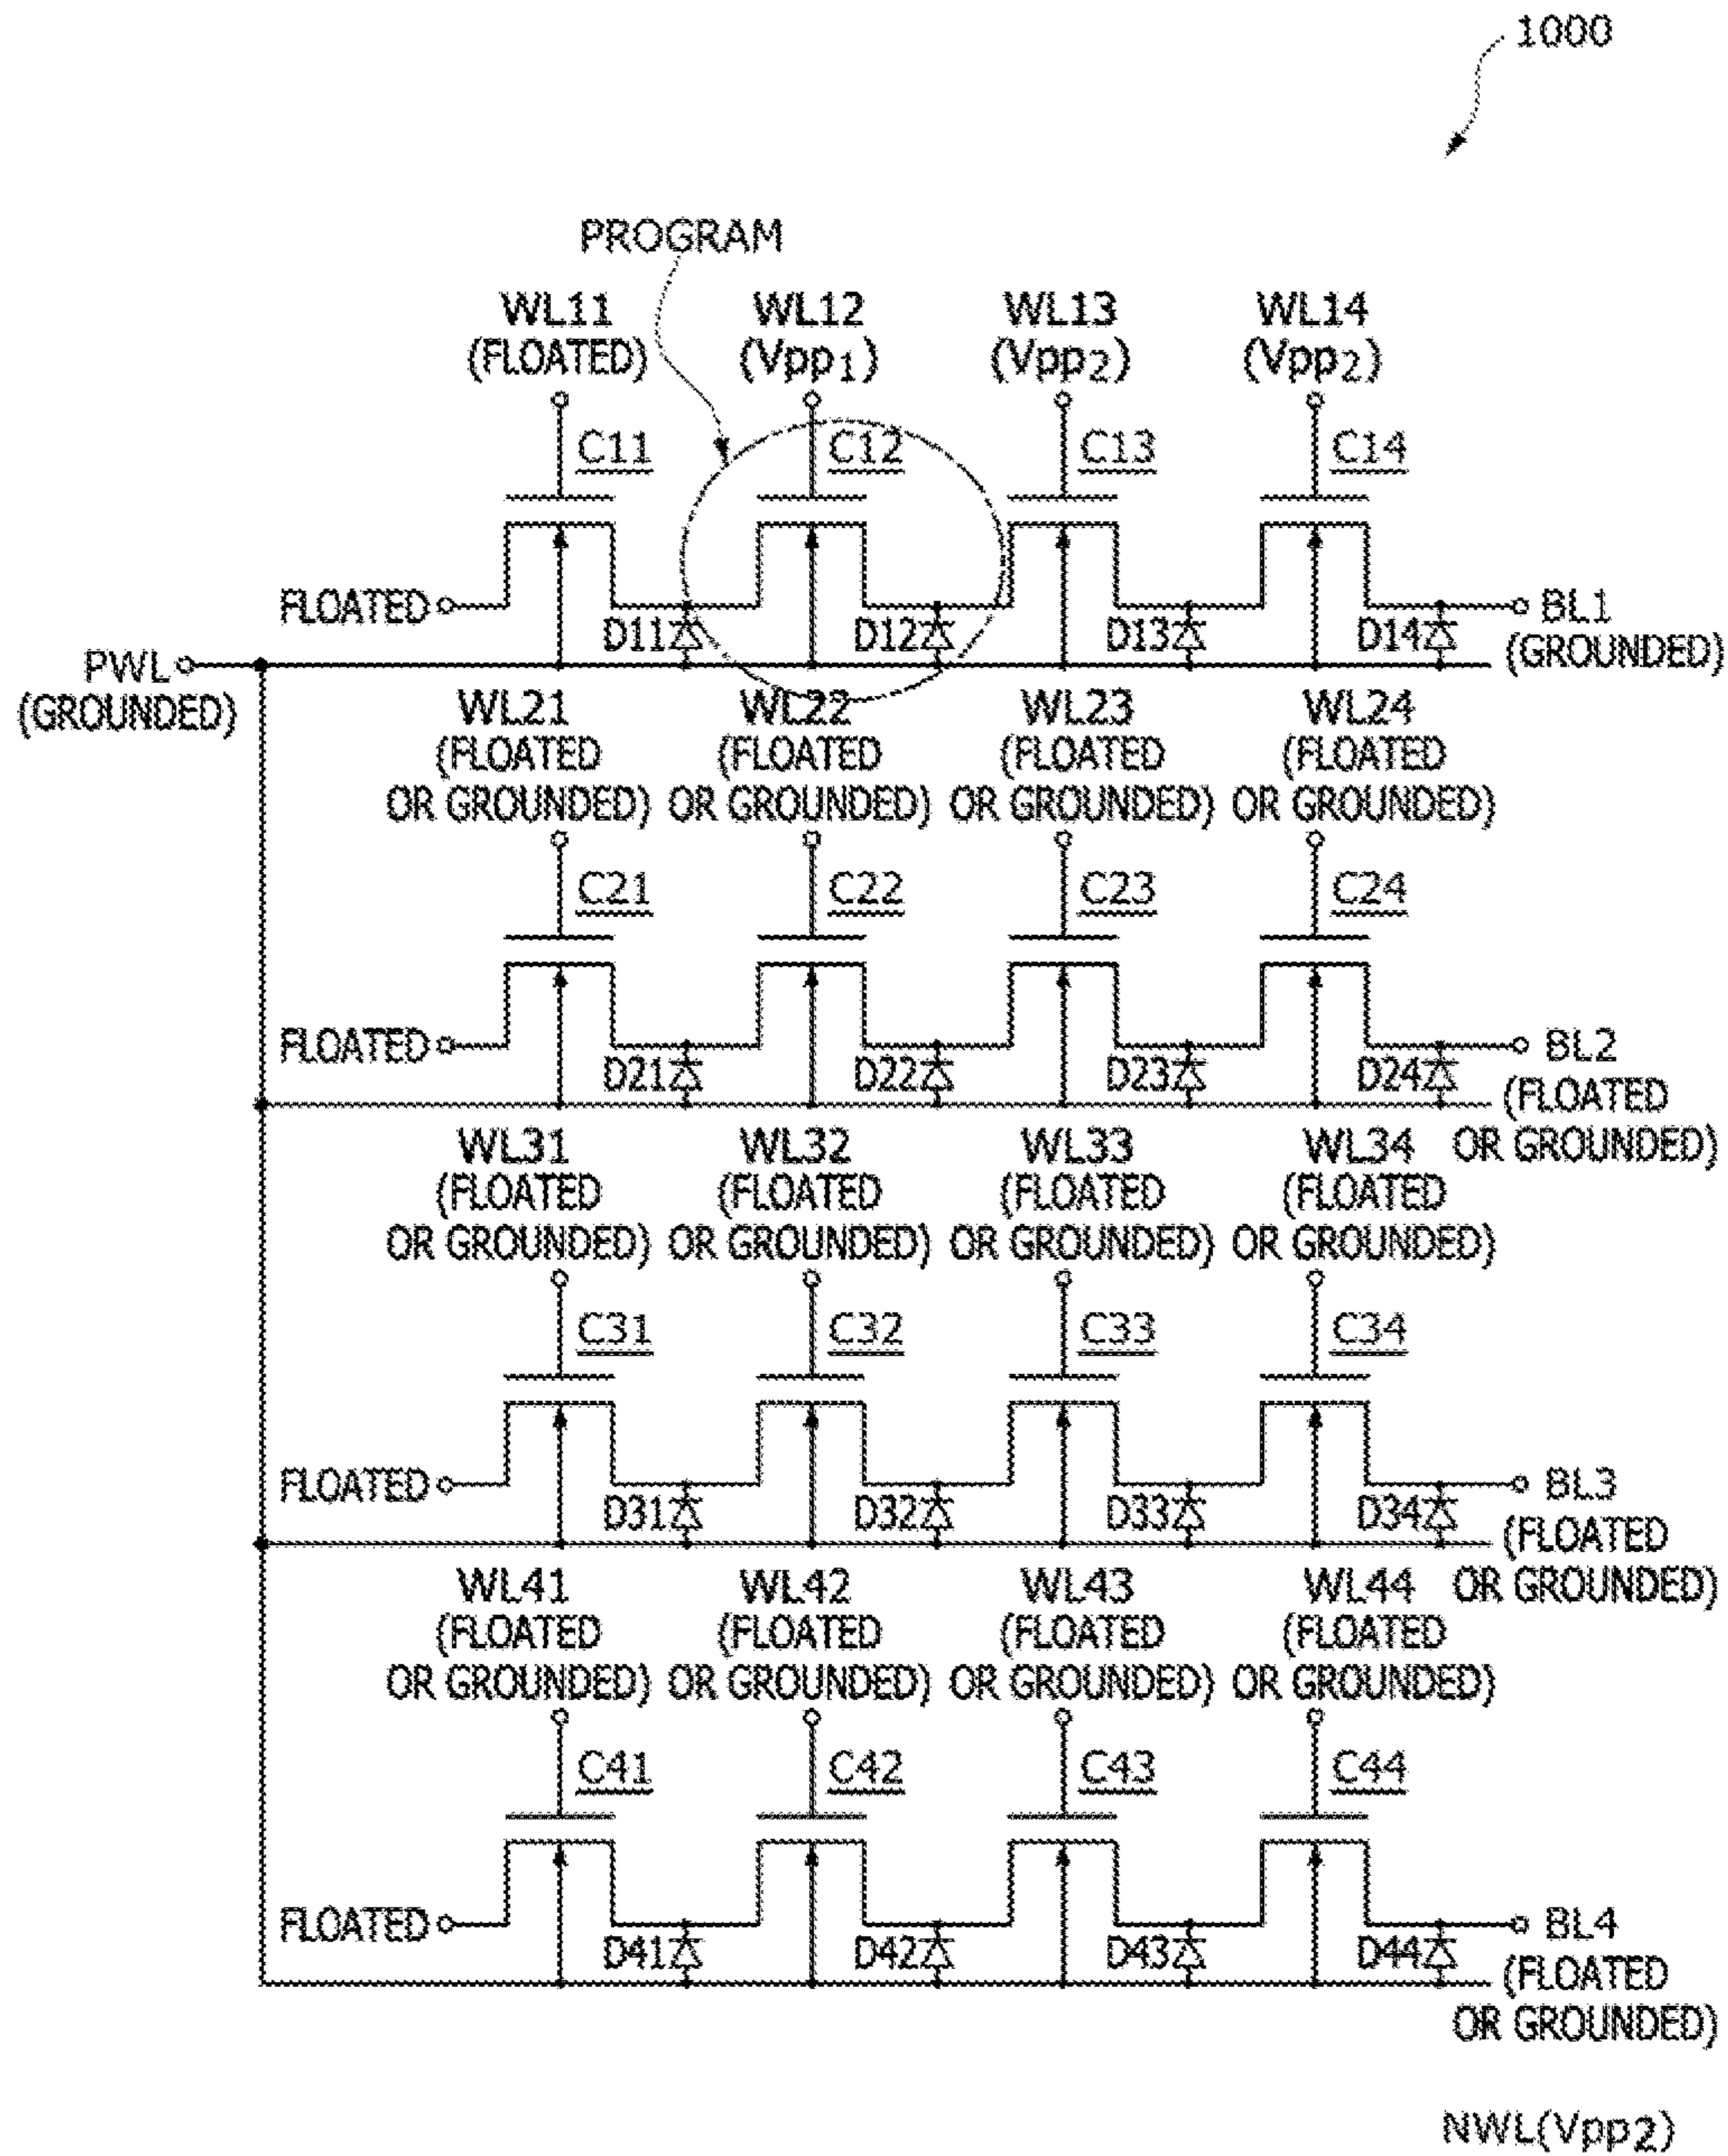 1000
PROGRAM
WL11 WL12 WL13 WL14
(FLOATED) (Vpp1) (Vpp2) (Vpp2)
C11 C12 C13 C14
FLOATED D11 D12 D13 D14 BL1
(GROUNDED)
PWL
(GROUNDED)
WL21 WL22 WL23 WL24
(FLOATED (FLOATED (FLOATED (FLOATED
OR GROUNDED) OR GROUNDED) OR GROUNDED) OR GROUNDED)
C21 C22 C23 C24
FLOATED D21 D22 D23 D24 BL2
(FLOATED
OR GROUNDED)
WL31 WL32 WL33 WL34
(FLOATED (FLOATED (FLOATED (FLOATED
OR GROUNDED) OR GROUNDED) OR GROUNDED) OR GROUNDED)
C31 C32 C33 C34
FLOATED D31 D32 D33 D34 BL3
(FLOATED
OR GROUNDED)
WL41 WL42 WL43 WL44
(FLOATED (FLOATED (FLOATED (FLOATED
OR GROUNDED) OR GROUNDED) OR GROUNDED) OR GROUNDED)
C41 C42 C43 C44
FLOATED D41 D42 D43 D44 BL4
(FLOATED
OR GROUNDED)
NWL(Vpp2)